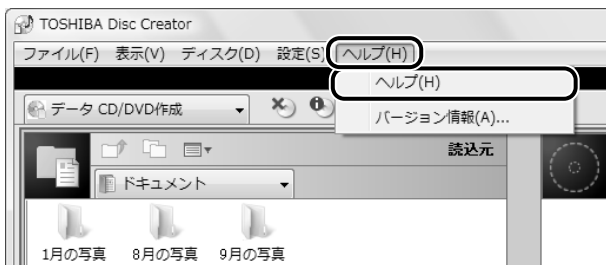 TOSHIBA Disc Creator
ファイル(F) 表示(V) ディスク(D) 設定(S) ヘルプ(H)
ヘルプ(H)
データ CD/DVD作成
バージョン情報(A)...
読込元
ドキュメント
1月の写真 8月の写真 9月の写真